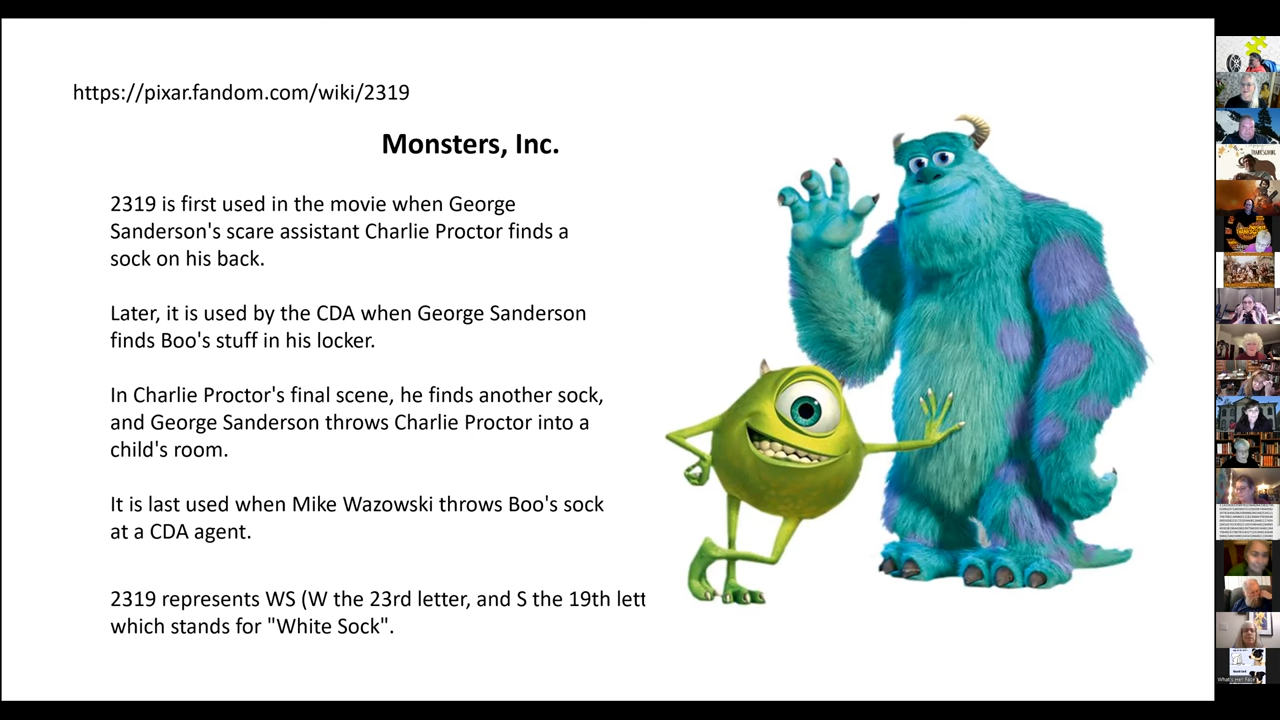 https://pixar.fandom.com/wiki/2319
Monsters, Inc.
2319 is first used in the movie when George
Sanderson's scare assistant Charlie Proctor finds a
sock on his back.
Later, it is used by the CDA when George Sanderson
finds Boo's stuff in his locker.
In Charlie Proctor's final scene, he finds another sock,
and George Sanderson throws Charlie Proctor into a
child's room.
It is last used when Mike Wazowski throws Boo's sock
at a CDA agent.
2319 represents WS (W the 23rd letter, and S the 19th lett
which stands for "White Sock".